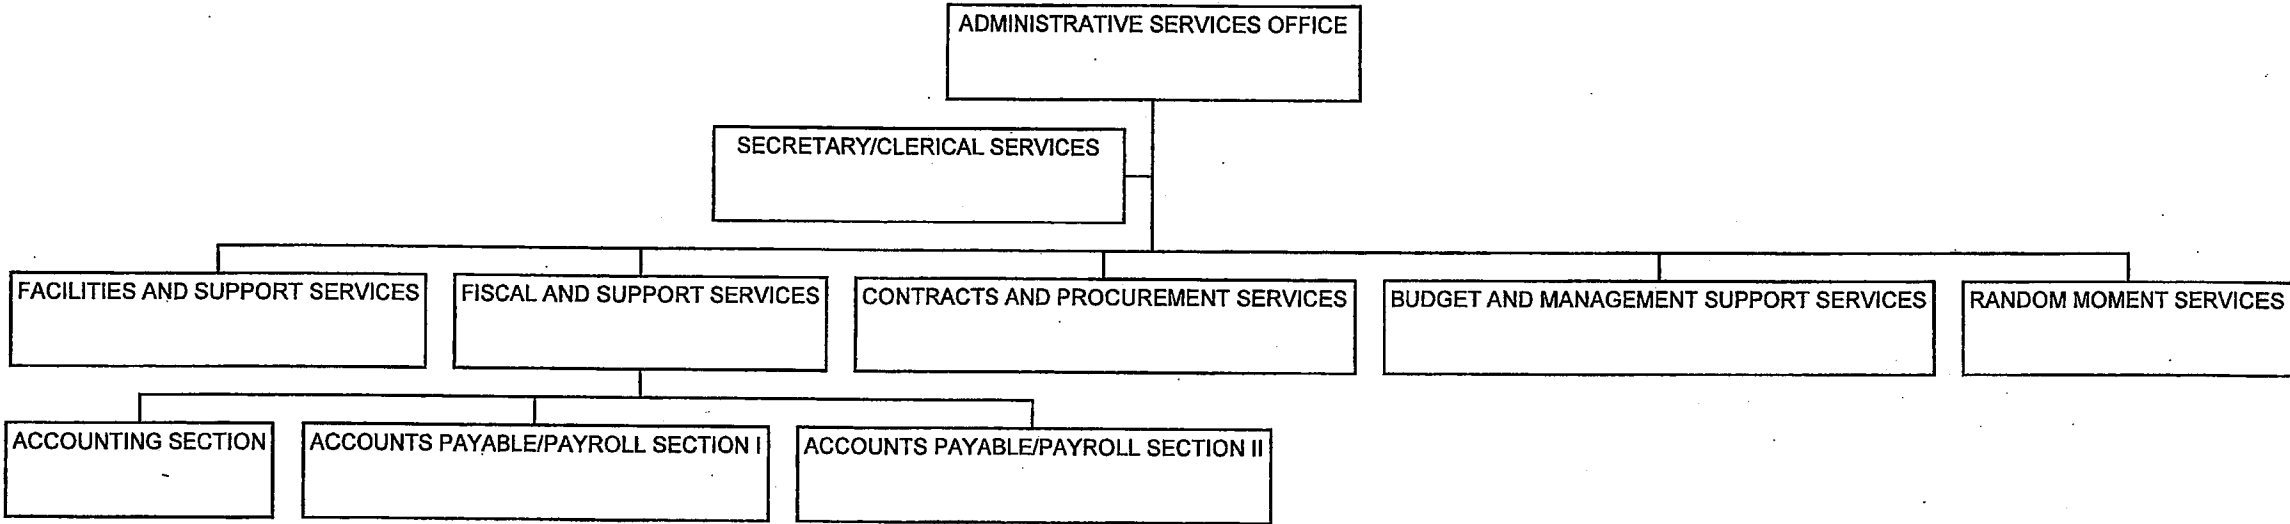 ADMINISTRATIVE SERVICES OFFICE
SECRETARY/CLERICAL SERVICES
FACILITIES AND SUPPORT SERVICES
FISCAL AND SUPPORT SERVICES
CONTRACTS AND PROCUREMENT SERVICES
BUDGET AND MANAGEMENT SUPPORT SERVICES
RANDOM MOMENT SERVICES
ACCOUNTING SECTION
ACCOUNTS PAYABLE/PAYROLL SECTION I
ACCOUNTS PAYABLE/PAYROLL SECTION II